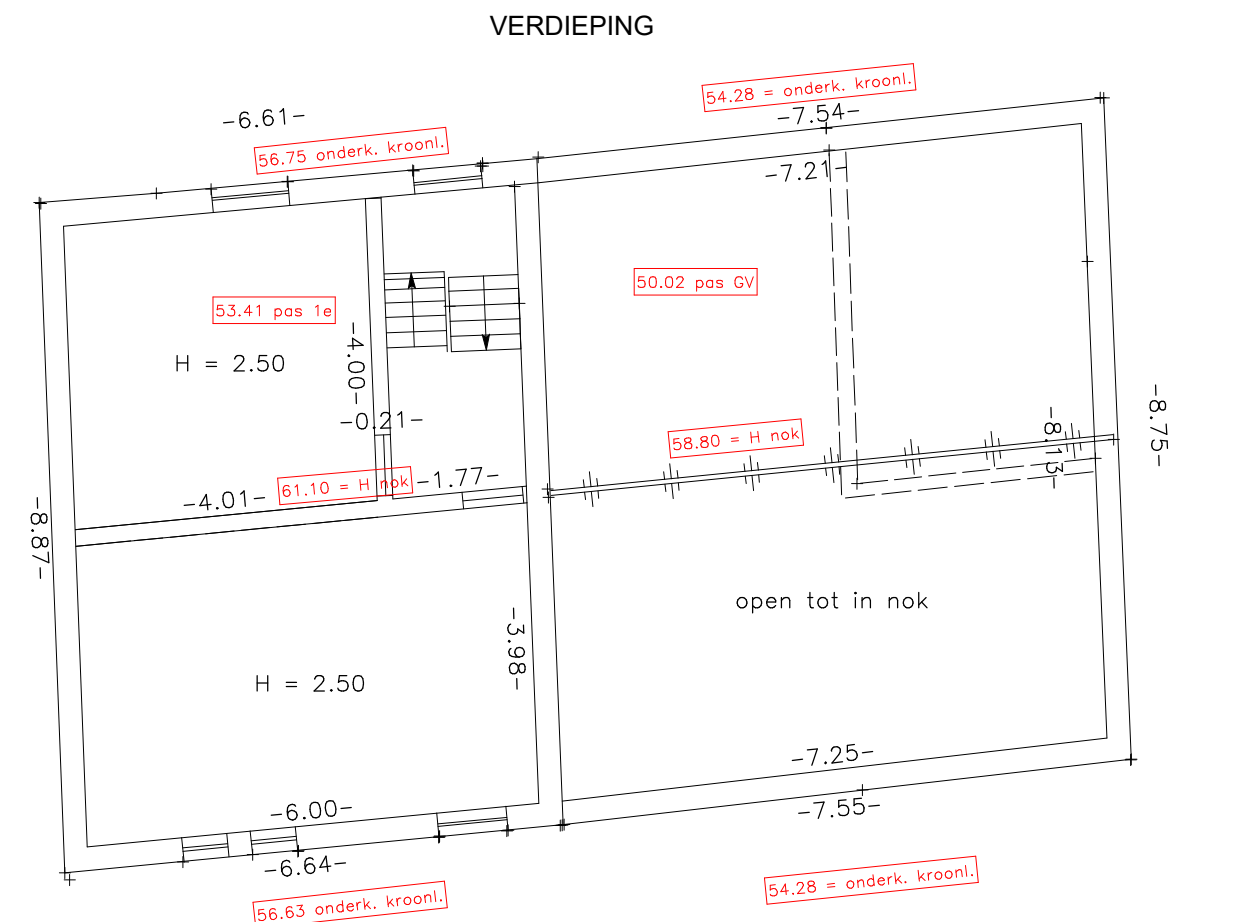 VERDIEPING
54.28 = onderk. kroonl.
-6.61-
-7.54-
56.75 onderk. kroonl.
-7.21-
50.02 pas GV
53.41 pas 1e
H = 2.50
-4.00-
-0.21-
58.80 = H nok
-8.13-
-8.75-
61.10 = H nok
-1.77-
-4.01-
-8.87-
open tot in nok
-3.98-
H = 2.50
-7.25-
-6.00-
-7.55-
-6.64-
54.28 = onderk. kroonl.
56.63 onderk. kroonl.